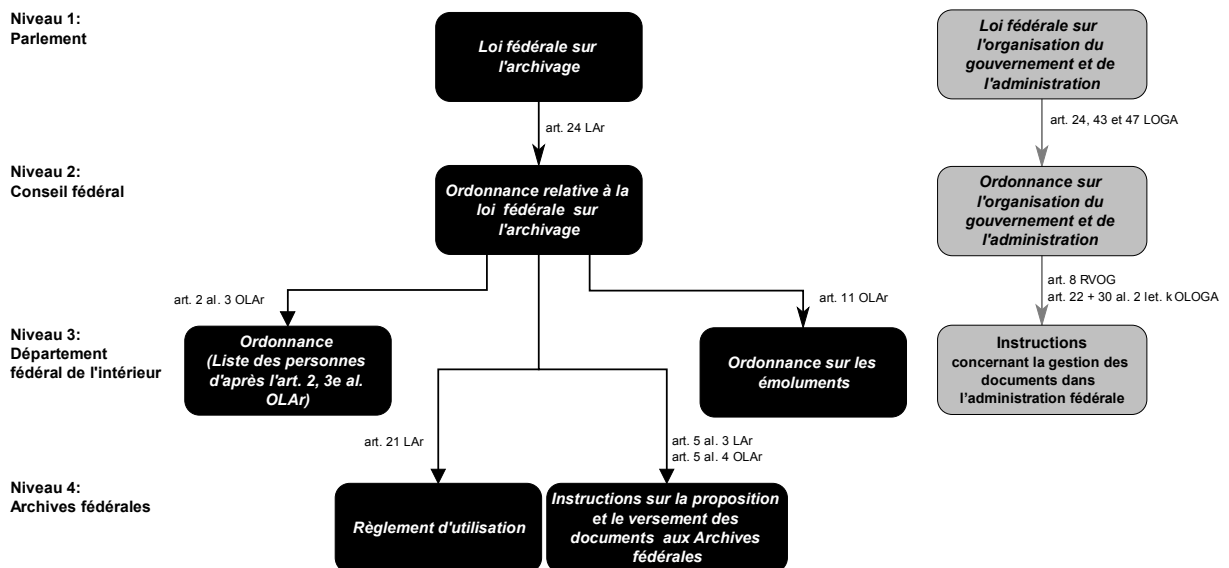 Niveau 1:
Parlement
Loi fédérale sur
l'archivage
Loi fédérale sur
l'organisation du
gouvernement et de
l'administration
art. 24 LAr
art. 24, 43 et 47 LOGA
Niveau 2:
Conseil fédéral
Ordonnance relative à la
loi fédérale sur
l'archivage
Ordonnance sur
l'organisation du
gouvernement et de
l'administration
art. 2 al. 3 OLAr
art. 11 OLAr
art. 8 RVOG
art. 22 + 30 al. 2 let. k OLOGA
Niveau 3:
Département
fédéral de l'intérieur
Ordonnance
(Liste des personnes
d'après l'art. 2, 3e al.
OLAr)
Ordonnance sur les
émoluments
Instructions
concernant la gestion des
documents dans
l’administration fédérale
art. 21 LAr
art. 5 al. 3 LAr
art. 5 al. 4 OLAr
Niveau 4:
Archives fédérales
Règlement d'utilisation
Instructions sur la proposition
et le versement des
documents aux Archives
fédérales